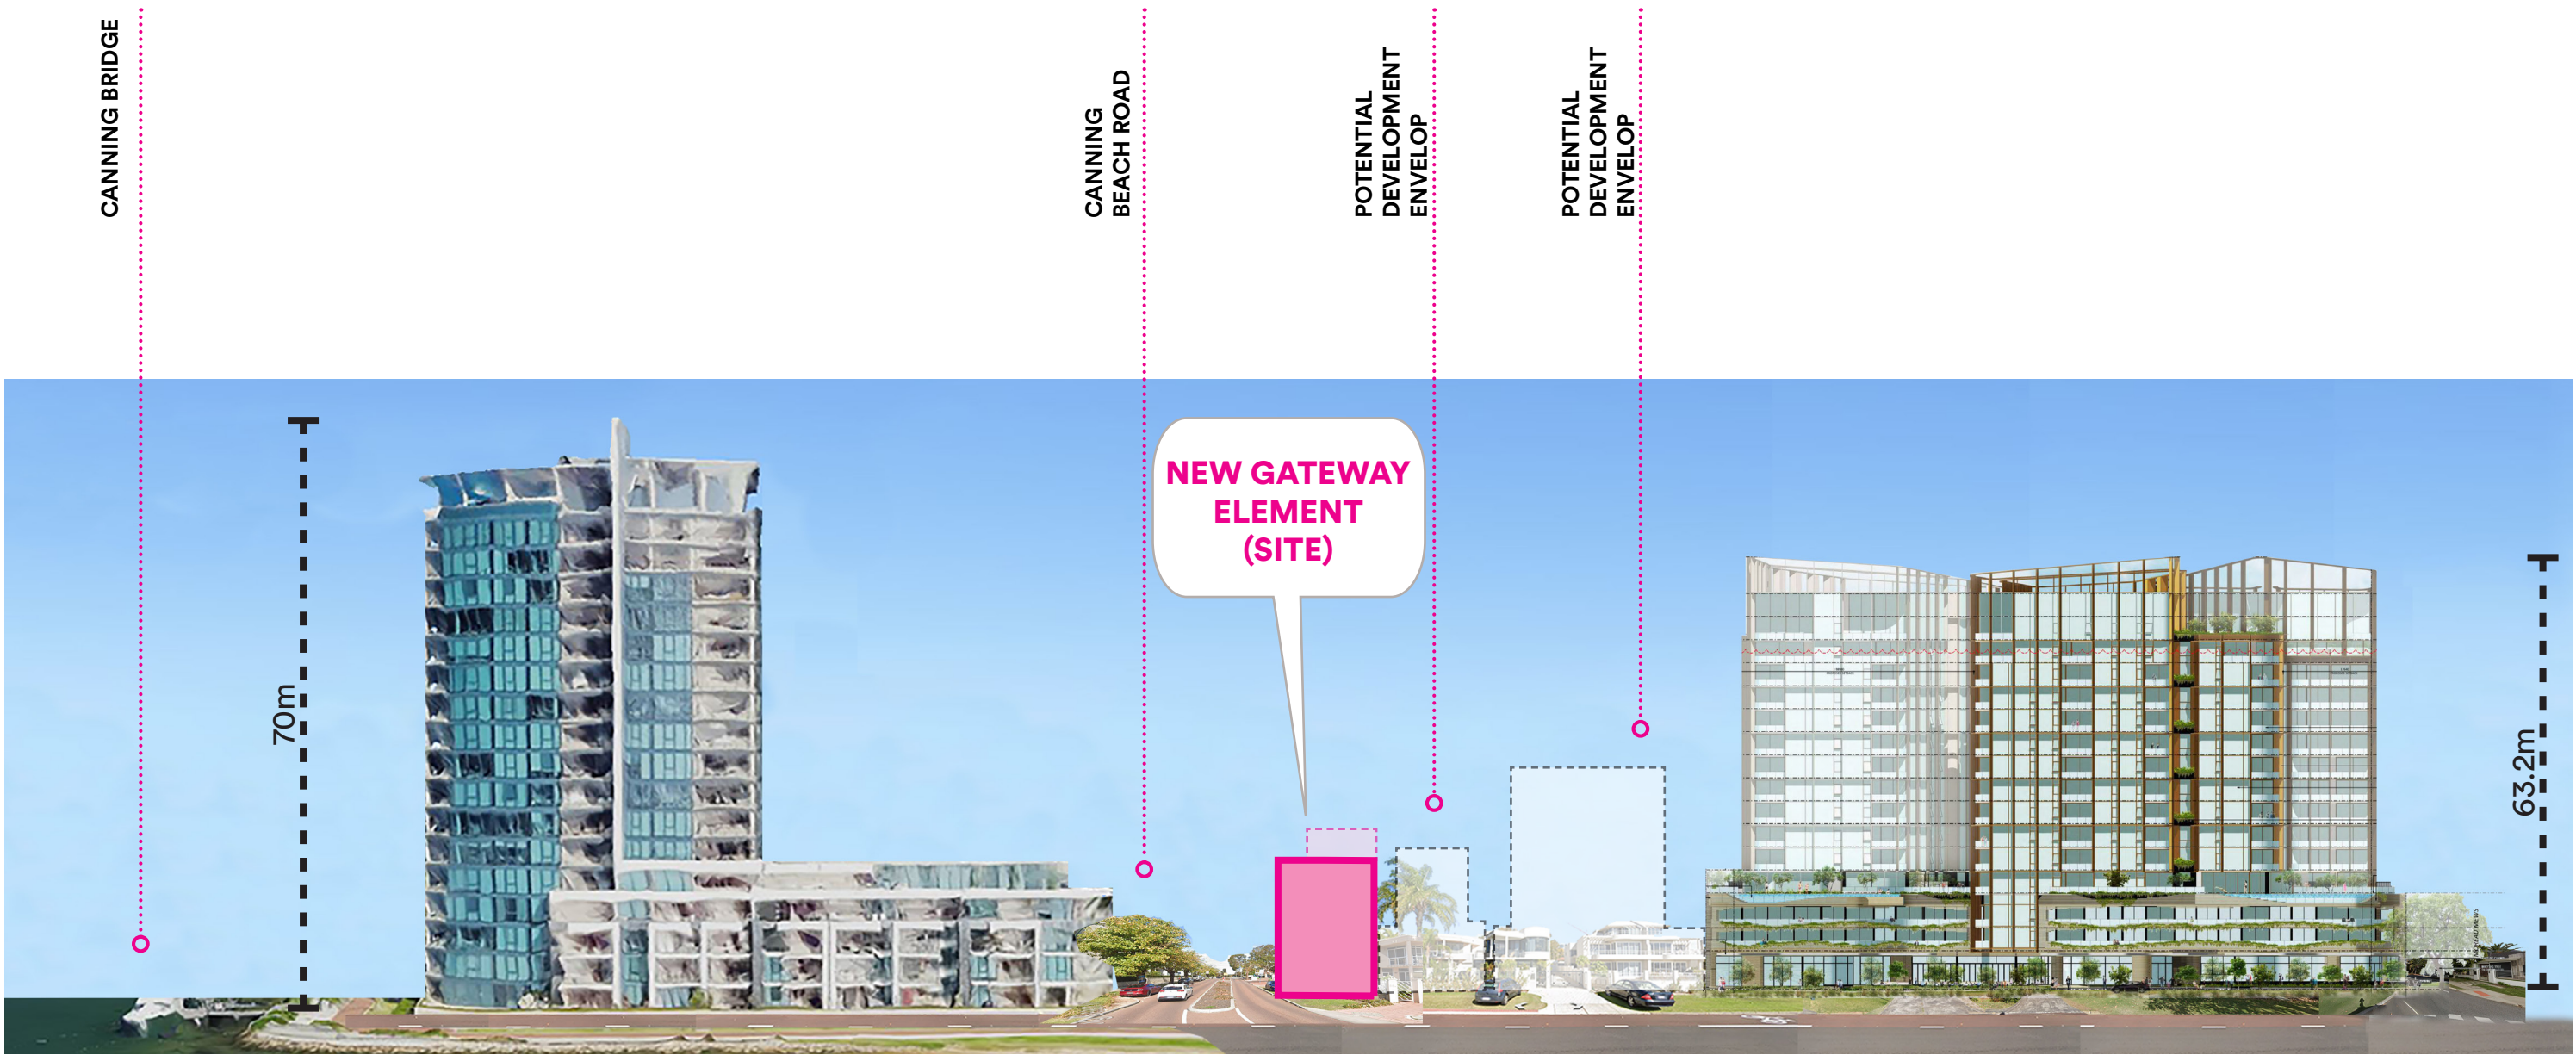 CANNING BRIDGE
CANNING
BEACH ROAD
POTENTIAL
DEVELOPMENT
ENVELOP
POTENTIAL
DEVELOPMENT
ENVELOP
NEW GATEWAY
ELEMENT
(SITE)
70m
63.2m